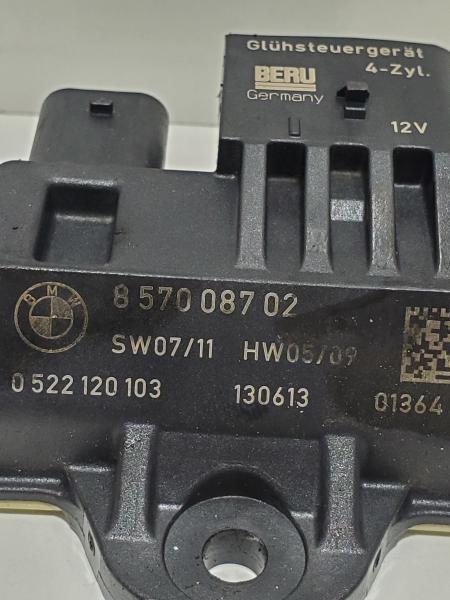 Glühsteuergerät
4-Zyl.
BERU
Germany
12V
BMW
8 570 087 02
SW07/11 HW05/09
0 522 120 103 130613 01364